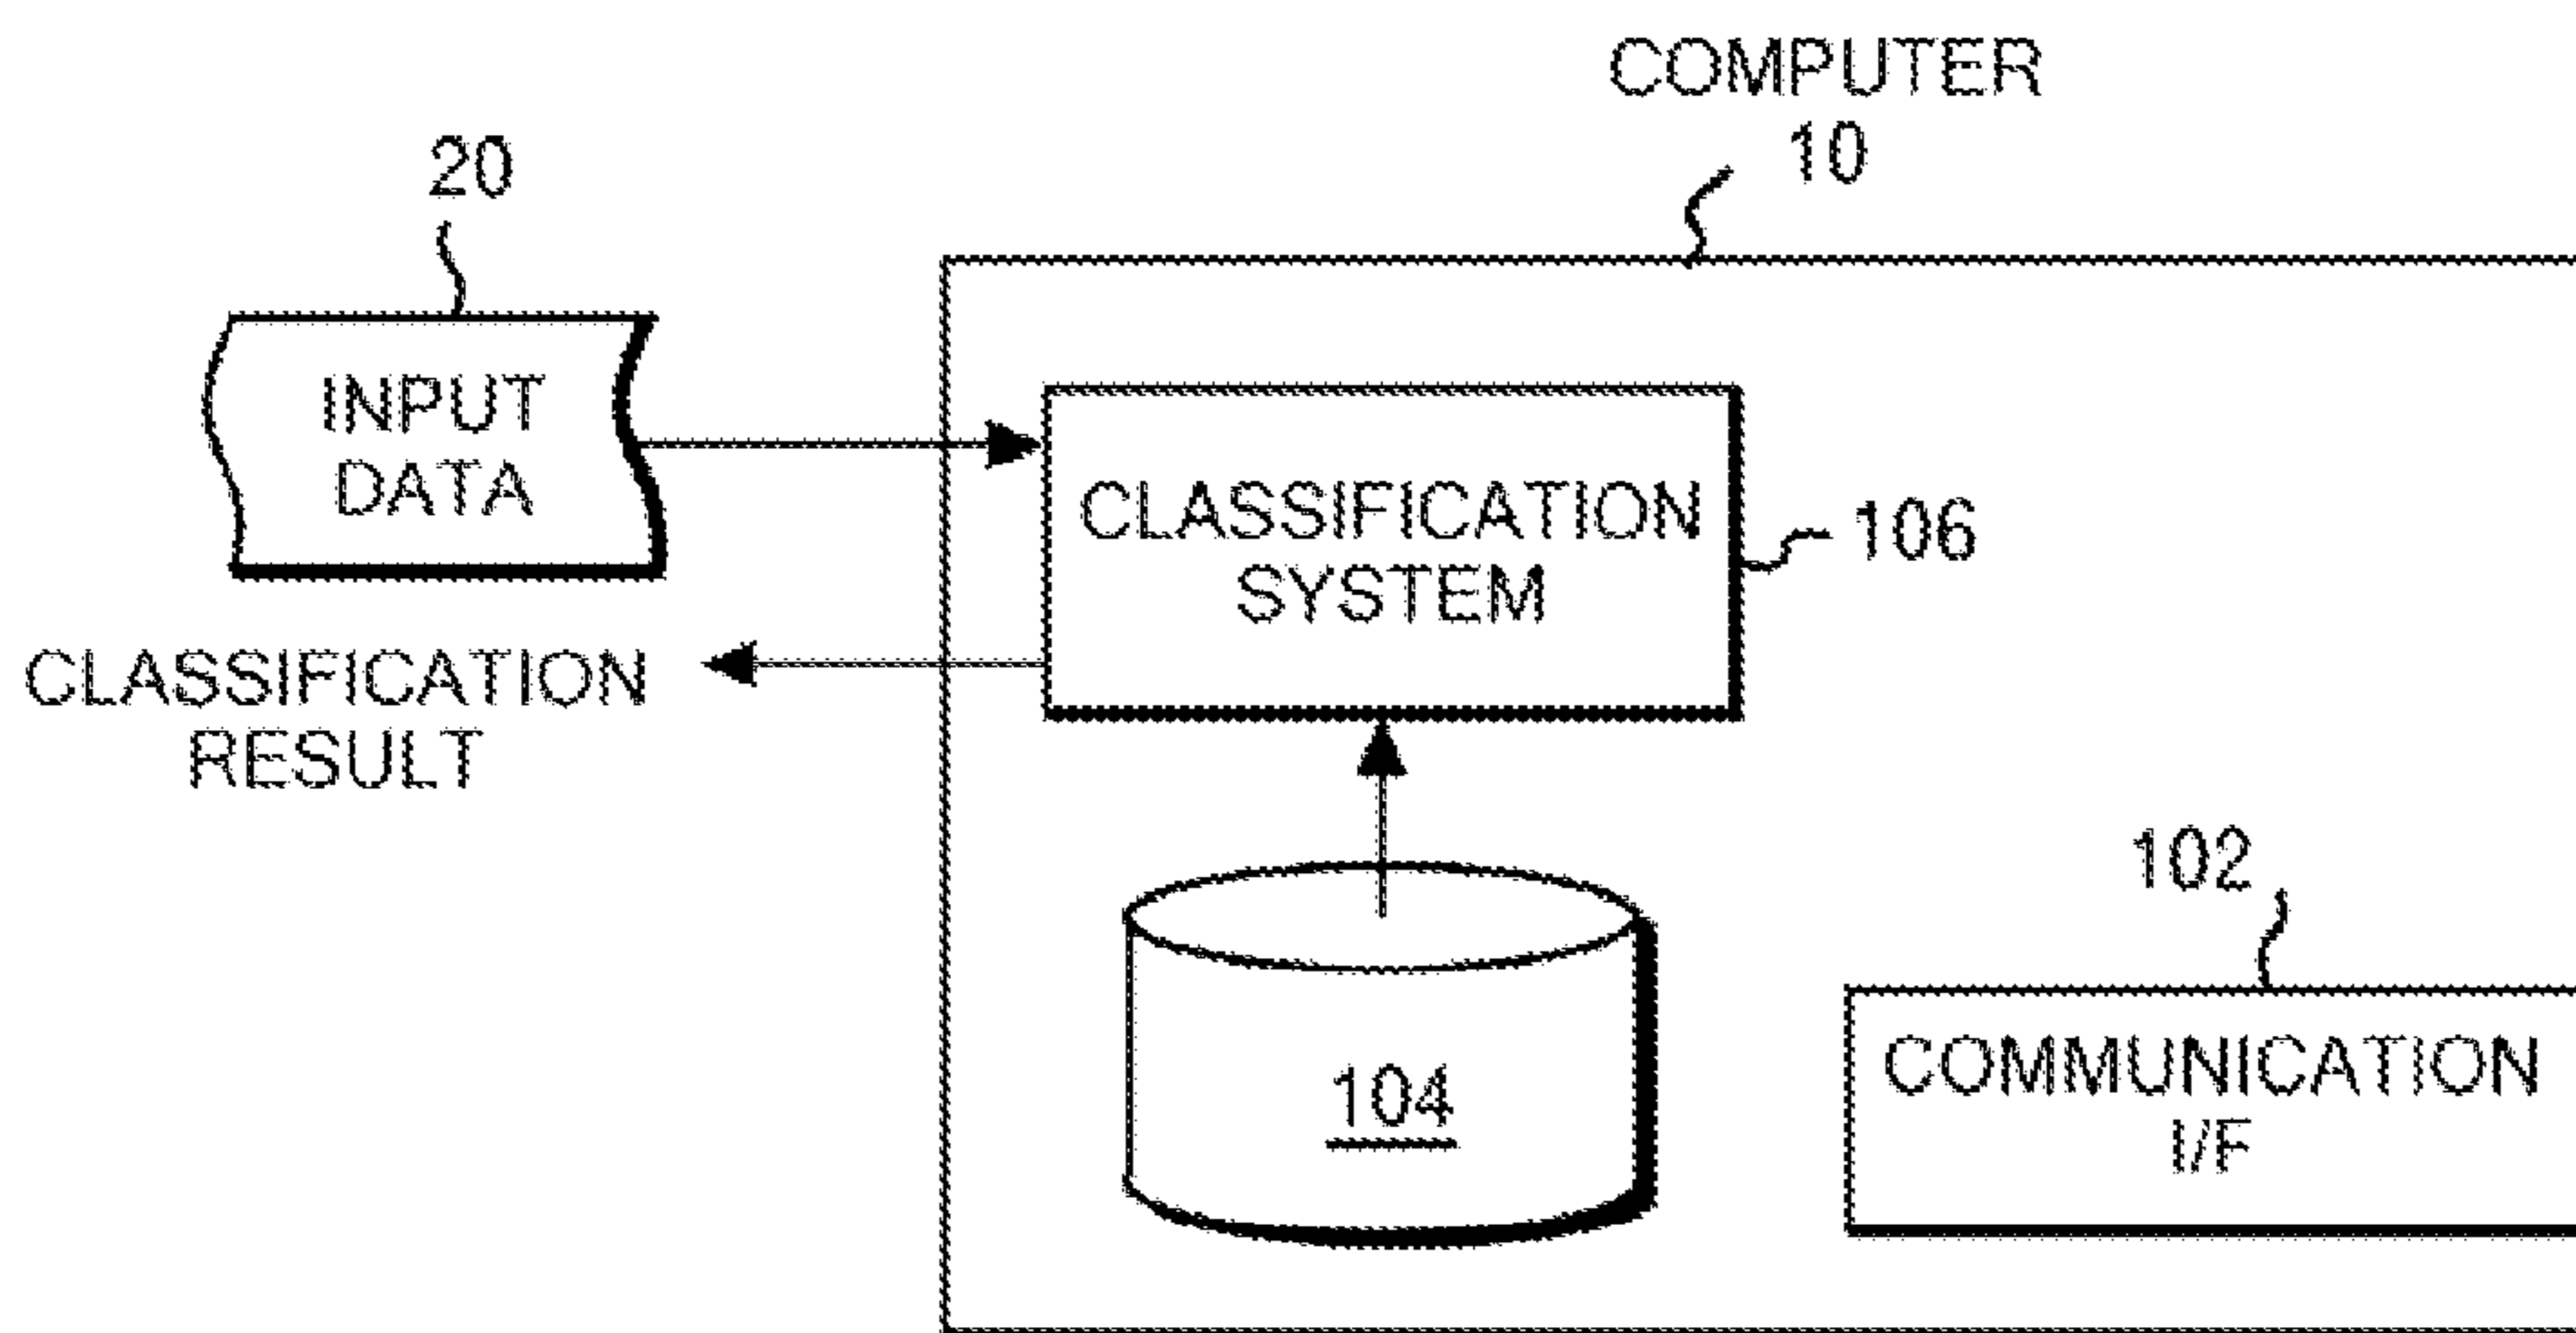 COMPUTER
10
20
INPUT
DATA
CLASSIFICATION
SYSTEM
106
CLASSIFICATION
RESULT
102
104
COMMUNICATION
I/F